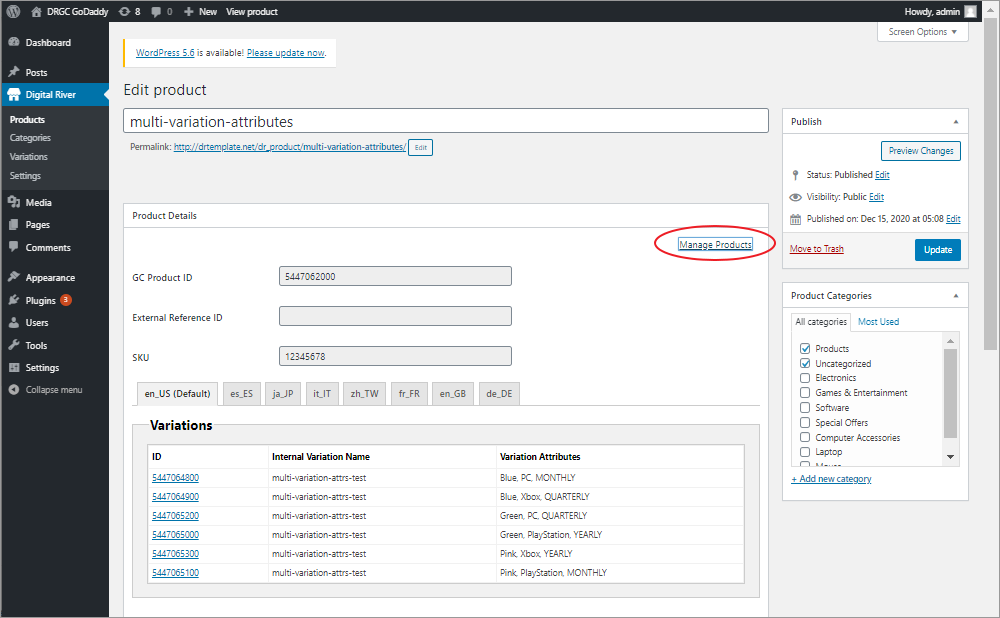 DRGC GoDaddy 8 0 New View product Howdy, admin
Screen Options
Dashboard
Posts
Digital River
Products
Categories
Variations
Settings
Media
Pages
Comments
Appearance
Plugins 3
Users
Tools
Settings
Collapse menu
WordPress 5.6 is available! Please update now.
Edit product
multi-variation-attributes
Permalink: http://drtemplate.net/dr_product/multi-variation-attributes/ Edit
Product Details
Manage Products
GC Product ID 5447062000
External Reference ID
SKU 12345678
en_US (Default) es_ES ja_JP it_IT zh_TW fr_FR en_GB de_DE
Variations
ID Internal Variation Name Variation Attributes
5447064800 multi-variation-attrs-test Blue, PC, MONTHLY
5447064900 multi-variation-attrs-test Blue, Xbox, QUARTERLY
5447065200 multi-variation-attrs-test Green, PC, QUARTERLY
5447065000 multi-variation-attrs-test Green, PlayStation, YEARLY
5447065300 multi-variation-attrs-test Pink, Xbox, YEARLY
5447065100 multi-variation-attrs-test Pink, PlayStation, MONTHLY
Publish
Preview Changes
Status: Published Edit
Visibility: Public Edit
Published on: Dec 15, 2020 at 05:08 Edit
Move to Trash Update
Product Categories
All categories Most Used
Products
Uncategorized
Electronics
Games & Entertainment
Software
Special Offers
Computer Accessories
Laptop
+ Add new category